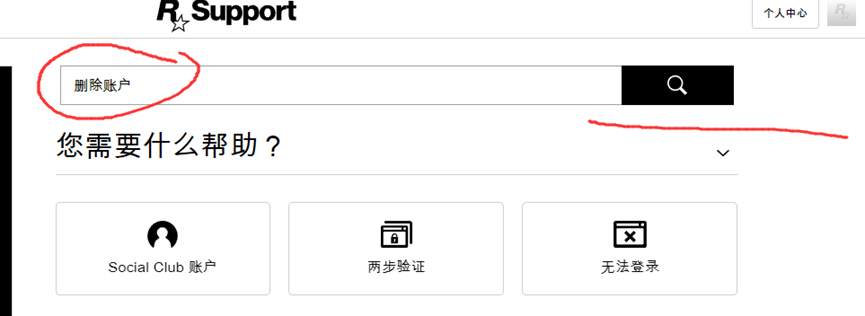 R Support
个人中心
删除账户
您需要什么帮助？
Social Club 账户
两步验证
无法登录